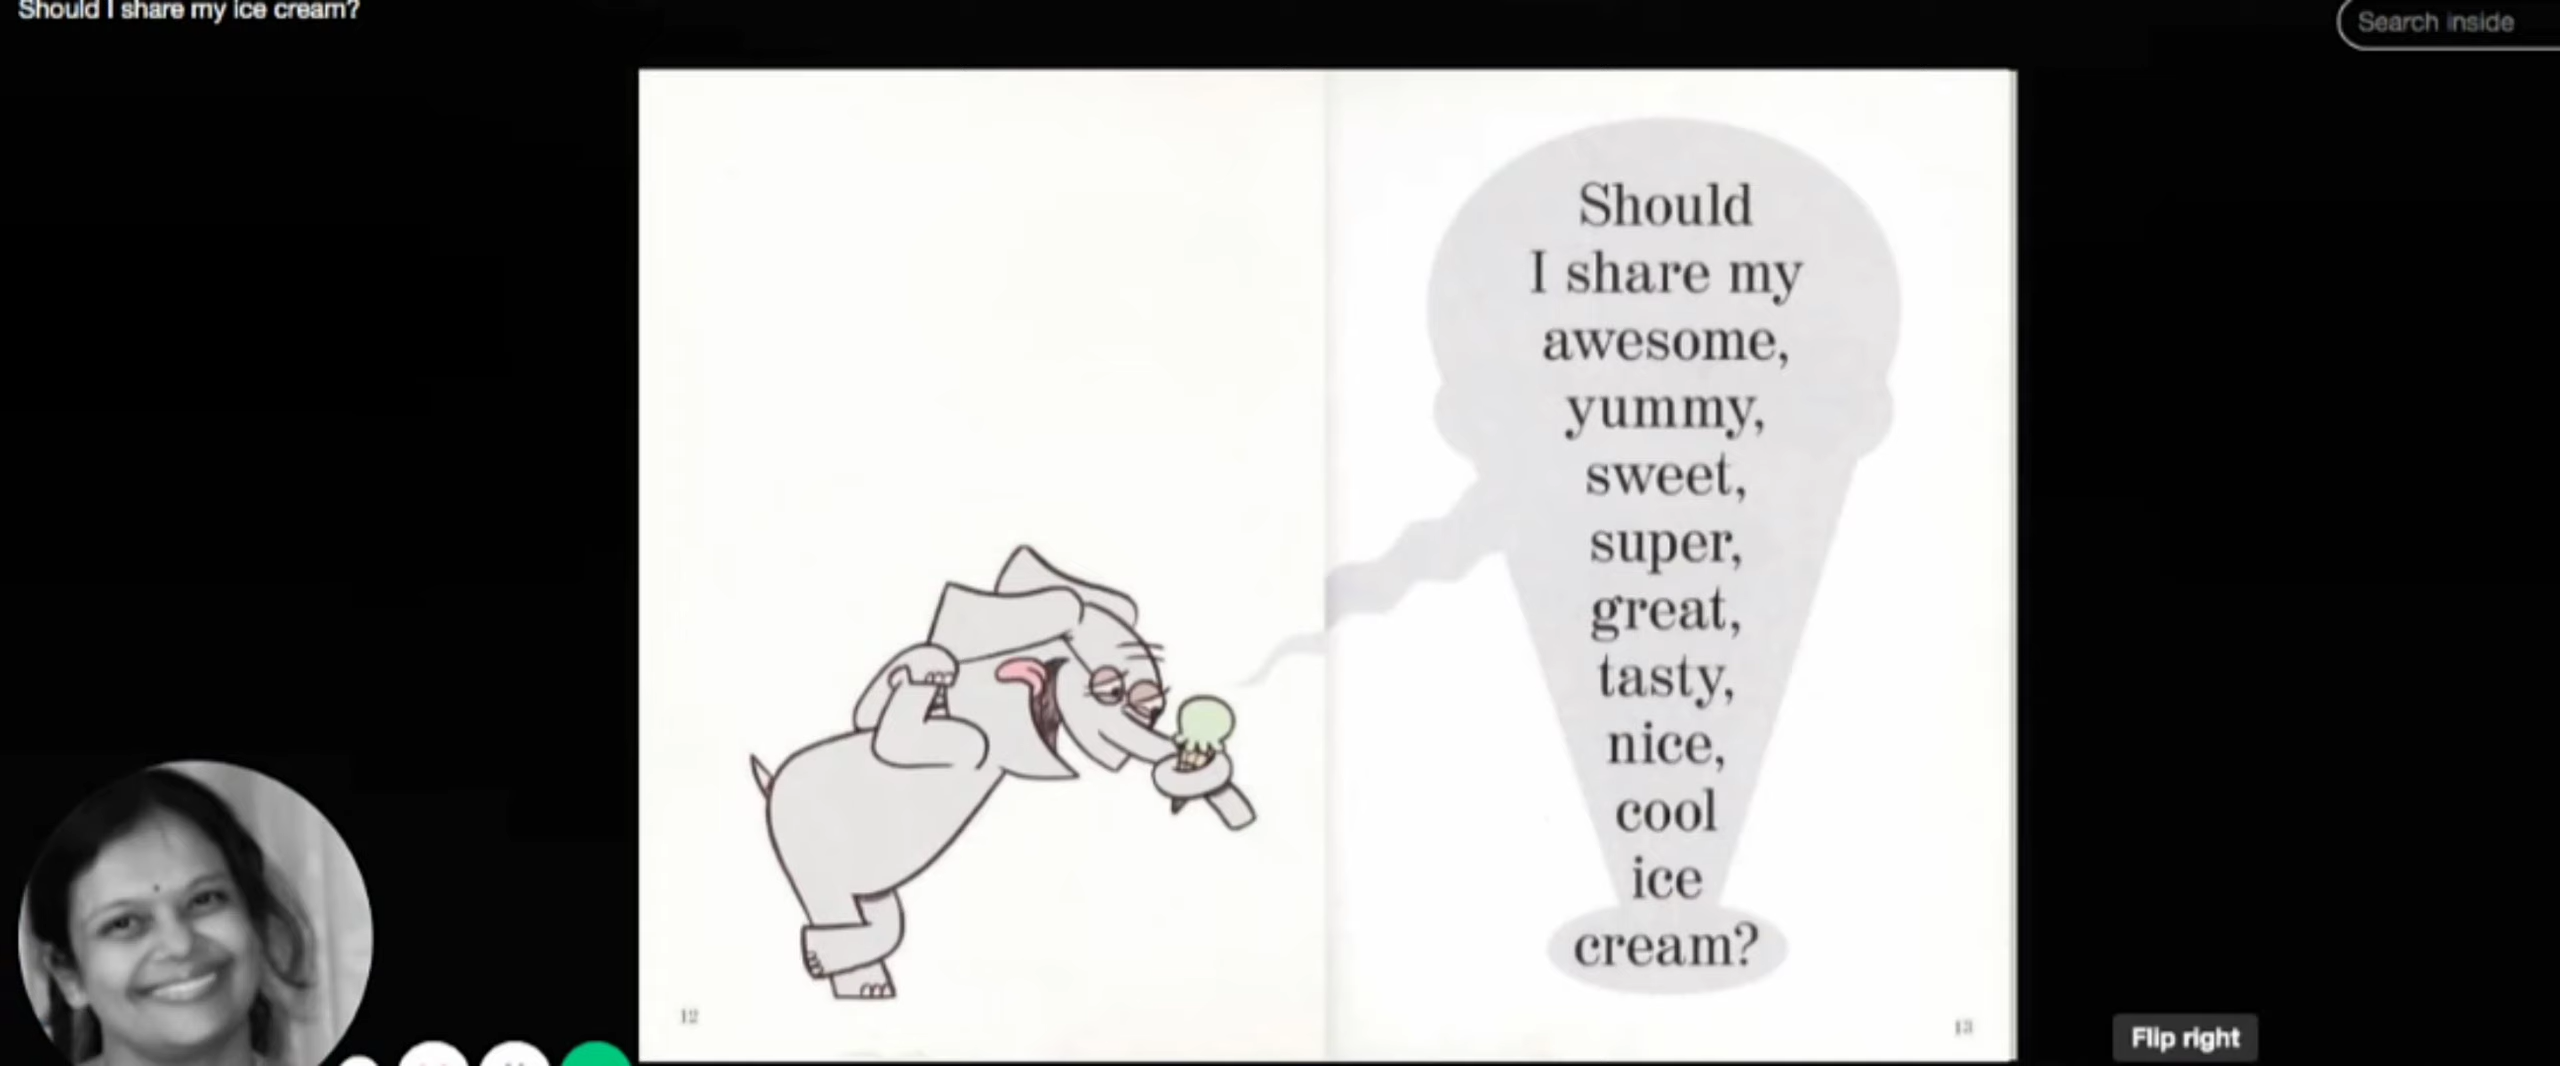 Should I share my ice cream?
Search inside
Should
I share my
awesome,
yummy,
sweet,
super,
great,
tasty,
nice,
cool
ice
cream?
12
13
Flip right